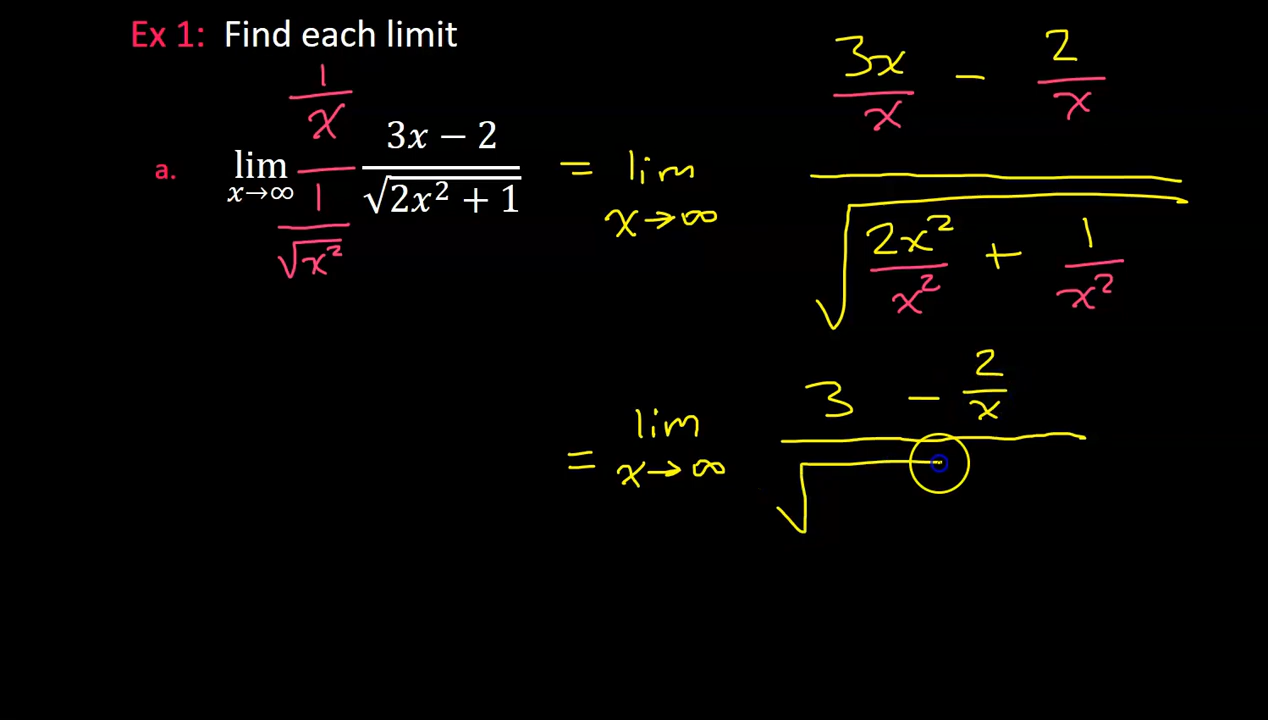 Ex 1: Find each limit
a. lim x→∞ (1/x)/(1/√x²) (3x − 2)/√(2x² + 1) = lim x→∞ (3x/x − 2/x)/√(2x²/x² + 1/x²)
= lim x→∞ (3 − 2/x)/√